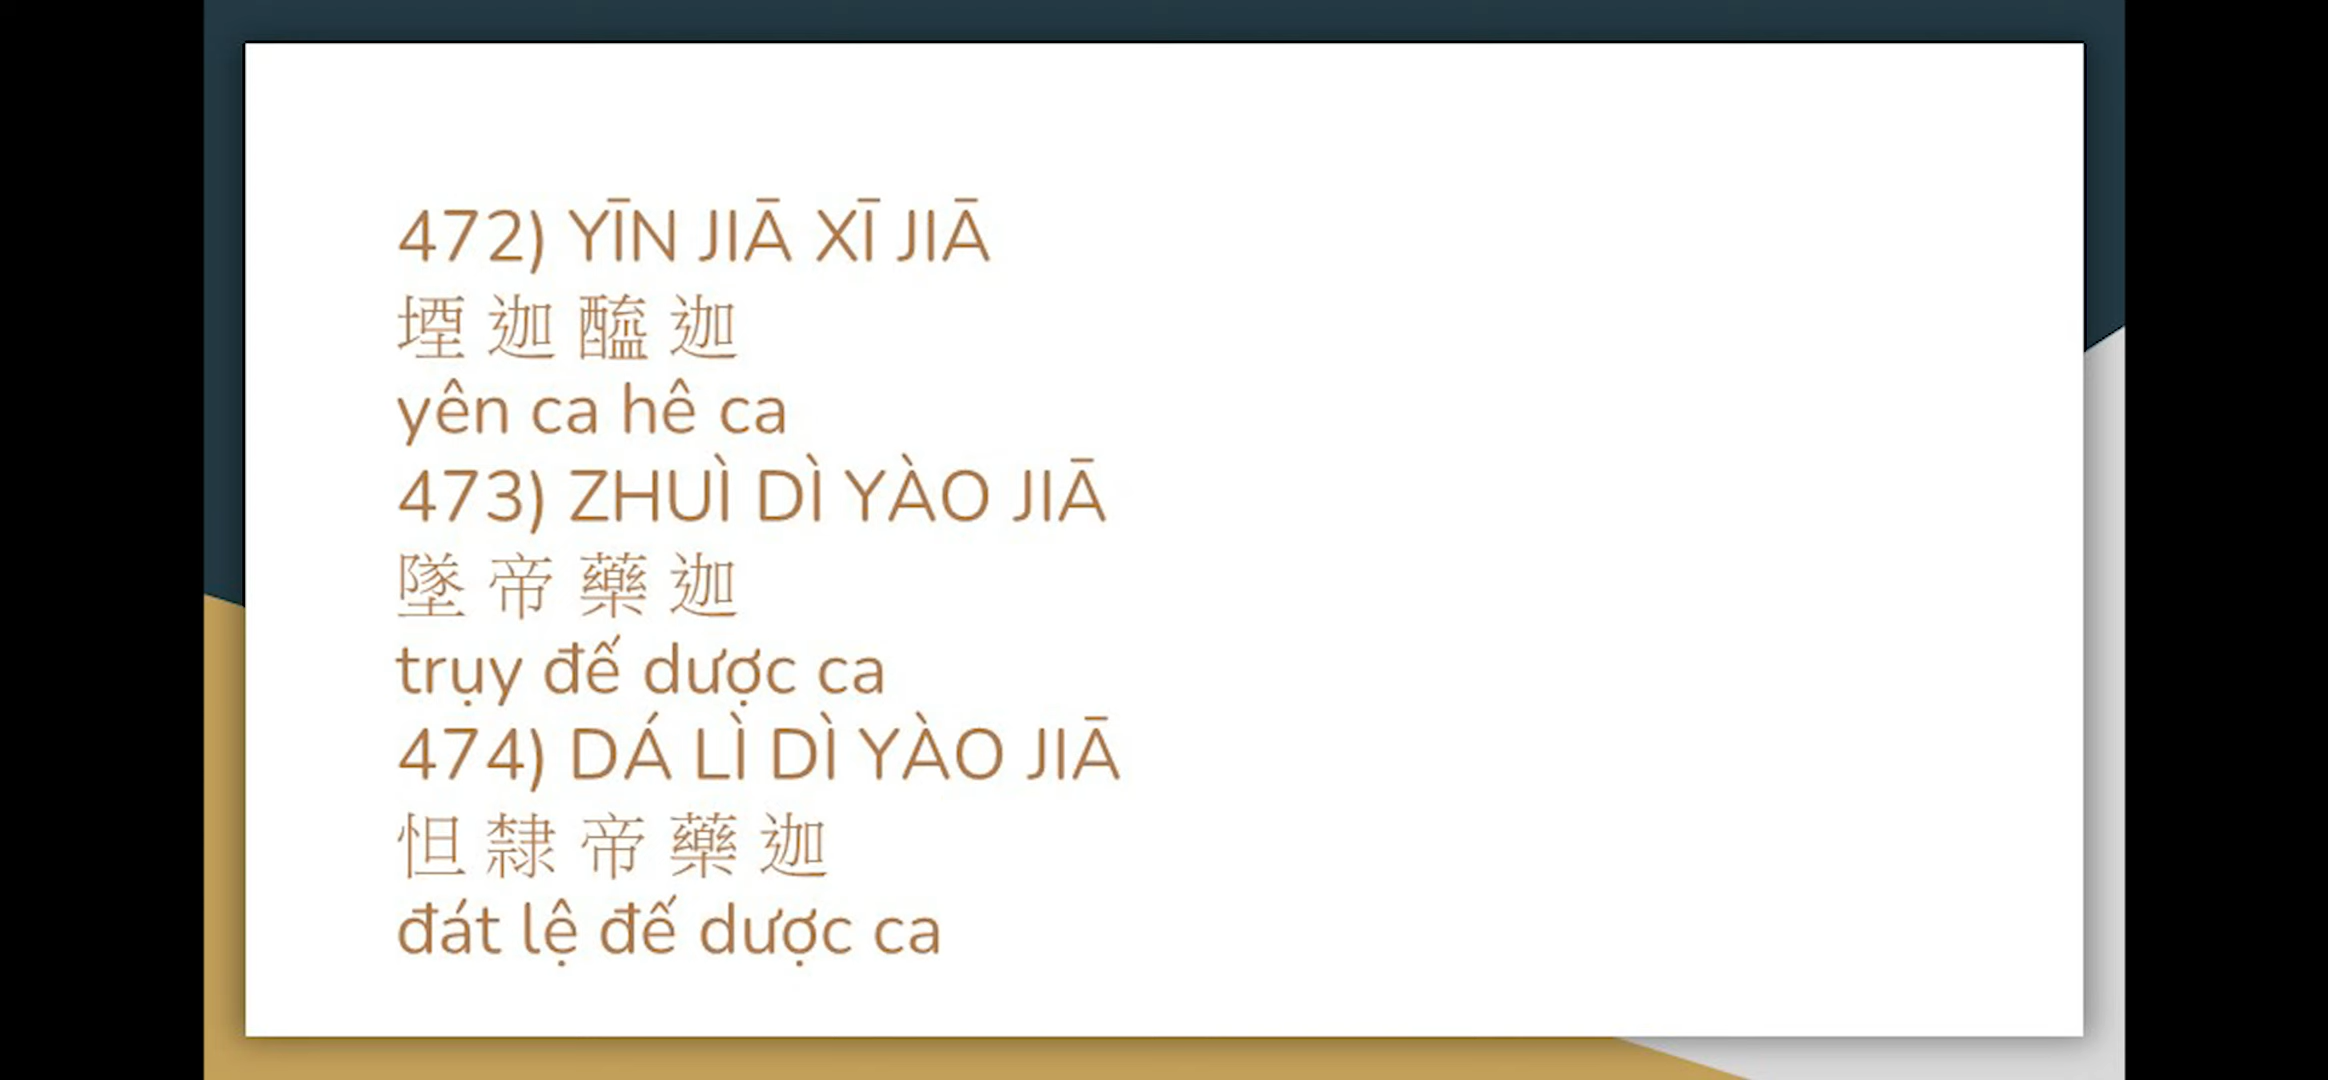 472) YĪN JIĀ XĪ JIĀ
堙 迦 醯 迦
yên ca hê ca
473) ZHUÌ DÌ YÀO JIĀ
墜 帝 藥 迦
trụy đế dược ca
474) DÁ LÌ DÌ YÀO JIĀ
怛 隸 帝 藥 迦
đát lệ đế dược ca